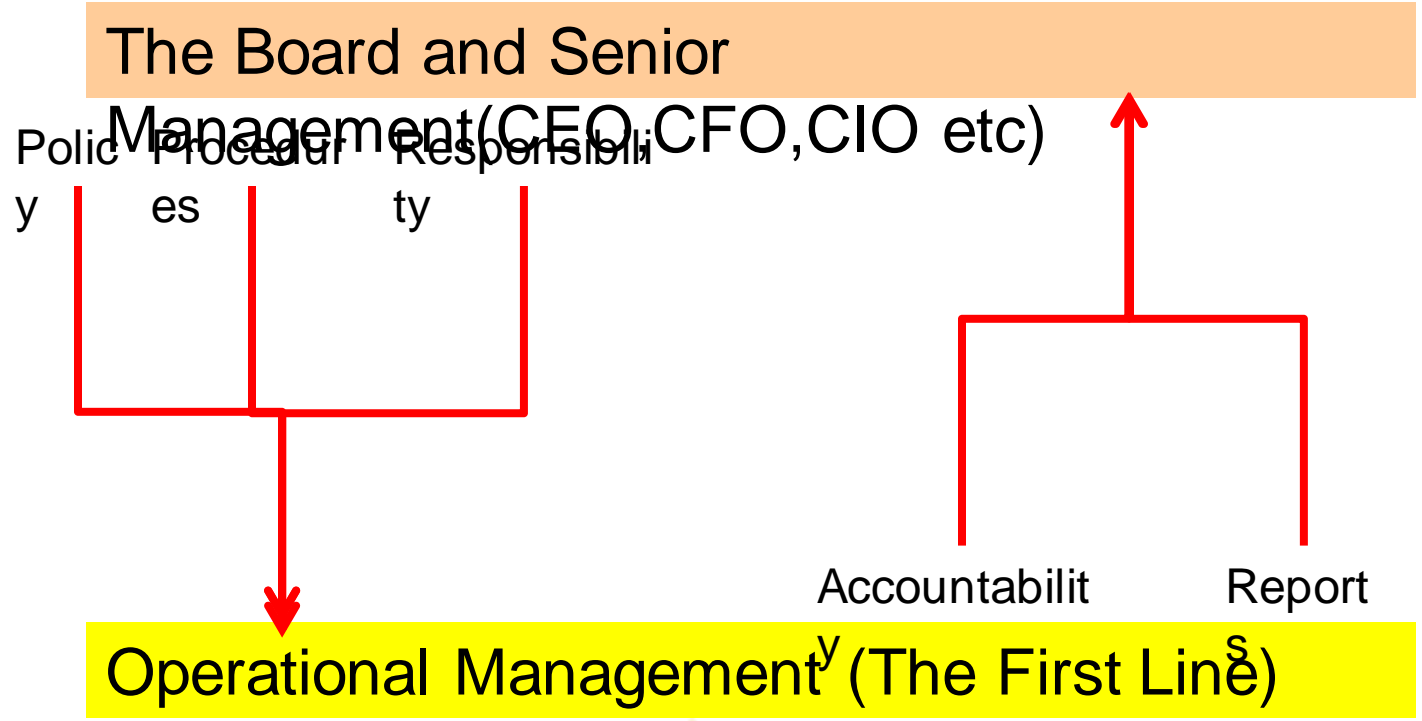 The Board and Senior
Management(CEO,CFO,CIO etc)
Polic
y
Procedur
es
Responsibili
ty
Accountabilit
y
Report
s
Operational Management (The First Line)